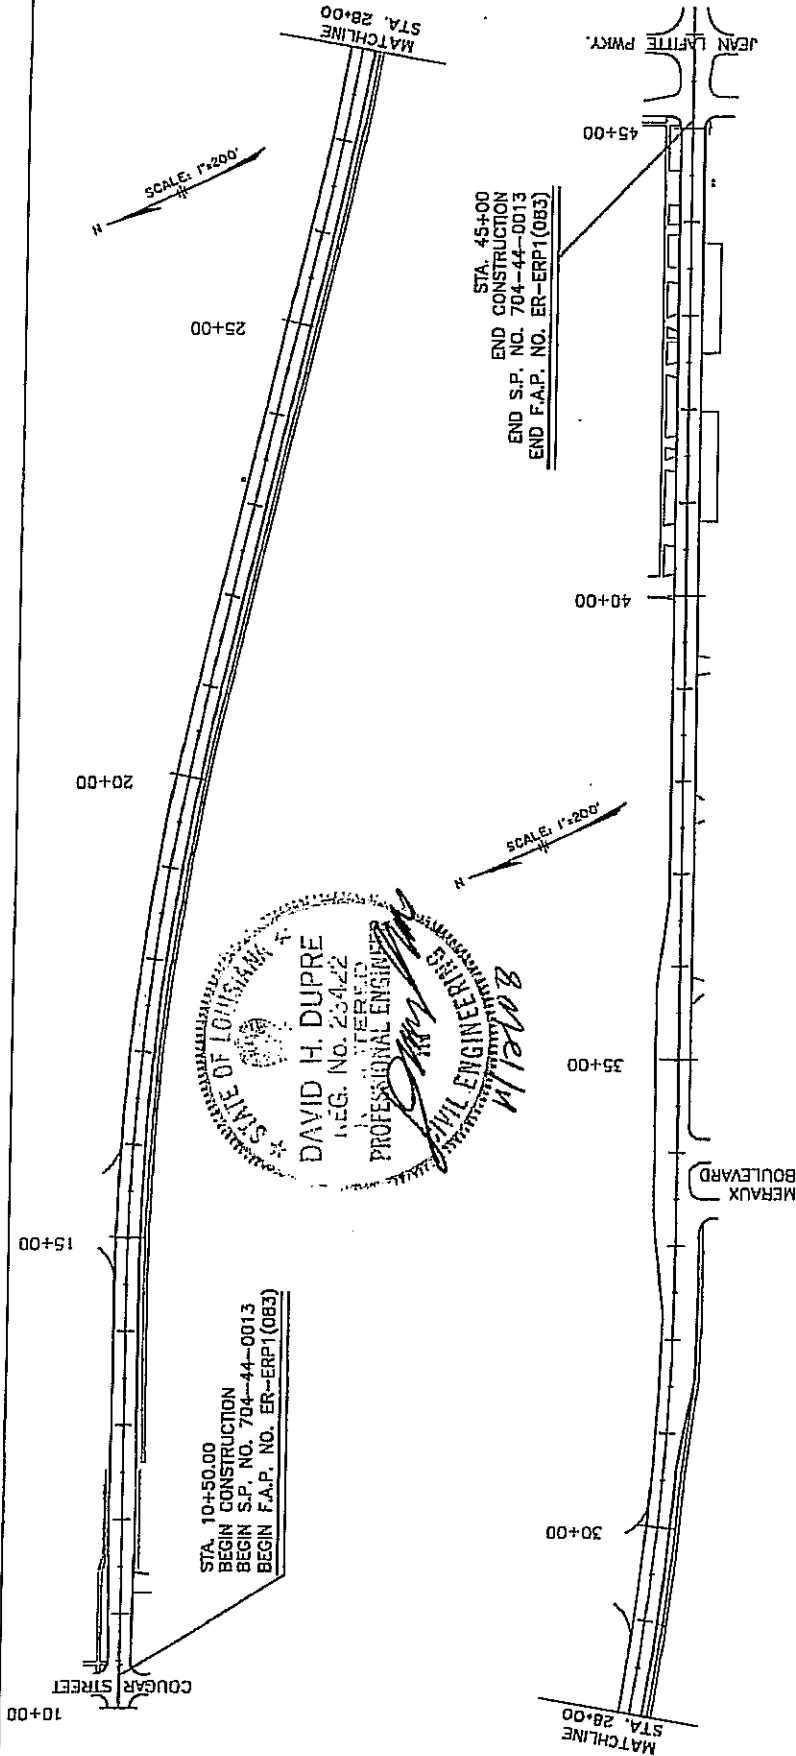 MATCHLINE
STA. 28+00
SCALE: 1"=200'
N
25+00
20+00
15+00
STA. 10+50.00
BEGIN CONSTRUCTION
BEGIN S.P. NO. 704-44-0013
BEGIN F.A.P. NO. ER-ERP1(083)
COUGAR STREET
10+00
STATE OF LOUISIANA
DAVID H. DUPRE
REG. No. 23422
PROFESSIONAL ENGINEER
IN
CIVIL ENGINEERING
JEAN LAFITTE PWKY.
45+00
STA. 45+00
END CONSTRUCTION
END S.P. NO. 704-44-0013
END F.A.P. NO. ER-ERP1(083)
40+00
SCALE: 1"=200'
N
35+00
MERAUX
BOULEVARD
30+00
MATCHLINE
STA. 28+00